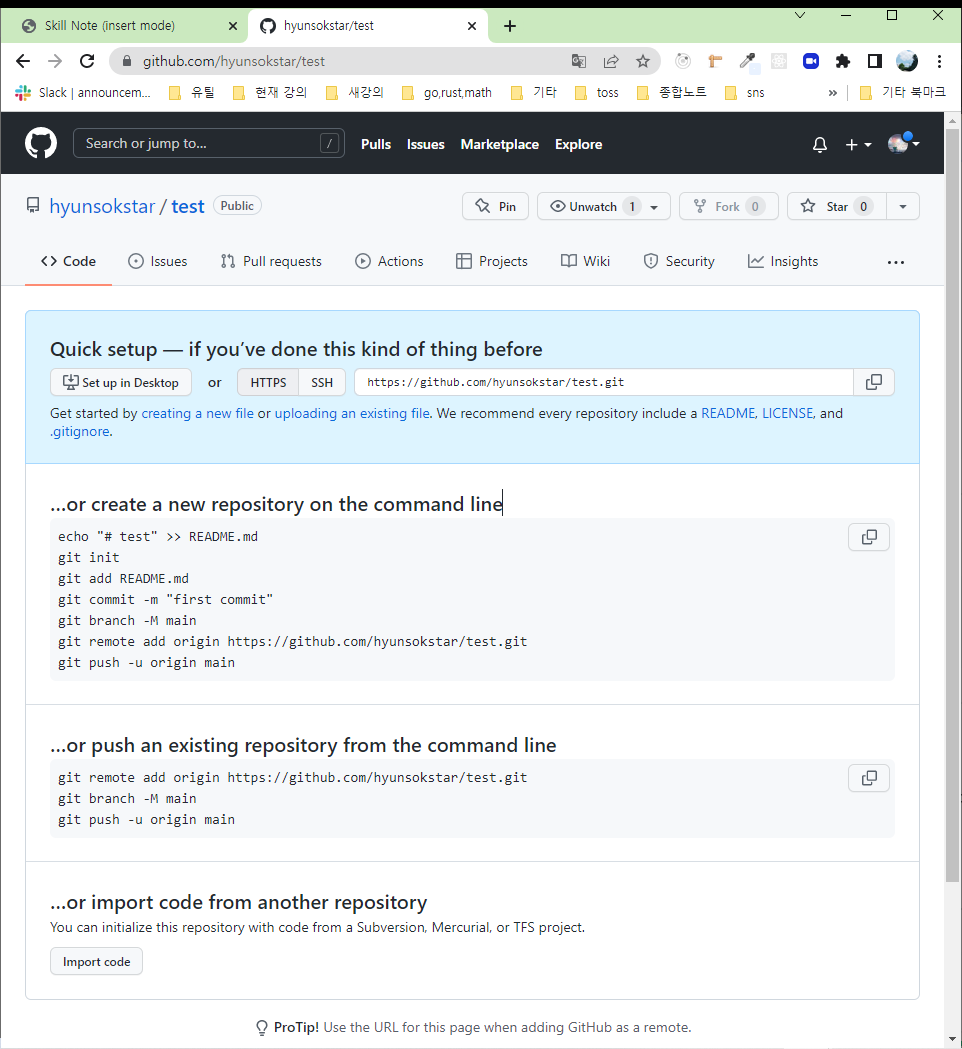 Skill Note (insert mode)
hyunsokstar/test
github.com/hyunsokstar/test
Slack | announcem... 유틸 현재 강의 새강의 go,rust,math 기타 toss 종합노트 sns » 기타 북마크
Search or jump to... / Pulls Issues Marketplace Explore
hyunsokstar / test Public Pin Unwatch 1 Fork 0 Star 0
Code Issues Pull requests Actions Projects Wiki Security Insights ...
Quick setup — if you’ve done this kind of thing before
Set up in Desktop or HTTPS SSH https://github.com/hyunsokstar/test.git
Get started by creating a new file or uploading an existing file. We recommend every repository include a README, LICENSE, and
.gitignore.
…or create a new repository on the command line
echo "# test" >> README.md
git init
git add README.md
git commit -m "first commit"
git branch -M main
git remote add origin https://github.com/hyunsokstar/test.git
git push -u origin main
…or push an existing repository from the command line
git remote add origin https://github.com/hyunsokstar/test.git
git branch -M main
git push -u origin main
…or import code from another repository
You can initialize this repository with code from a Subversion, Mercurial, or TFS project.
Import code
ProTip! Use the URL for this page when adding GitHub as a remote.